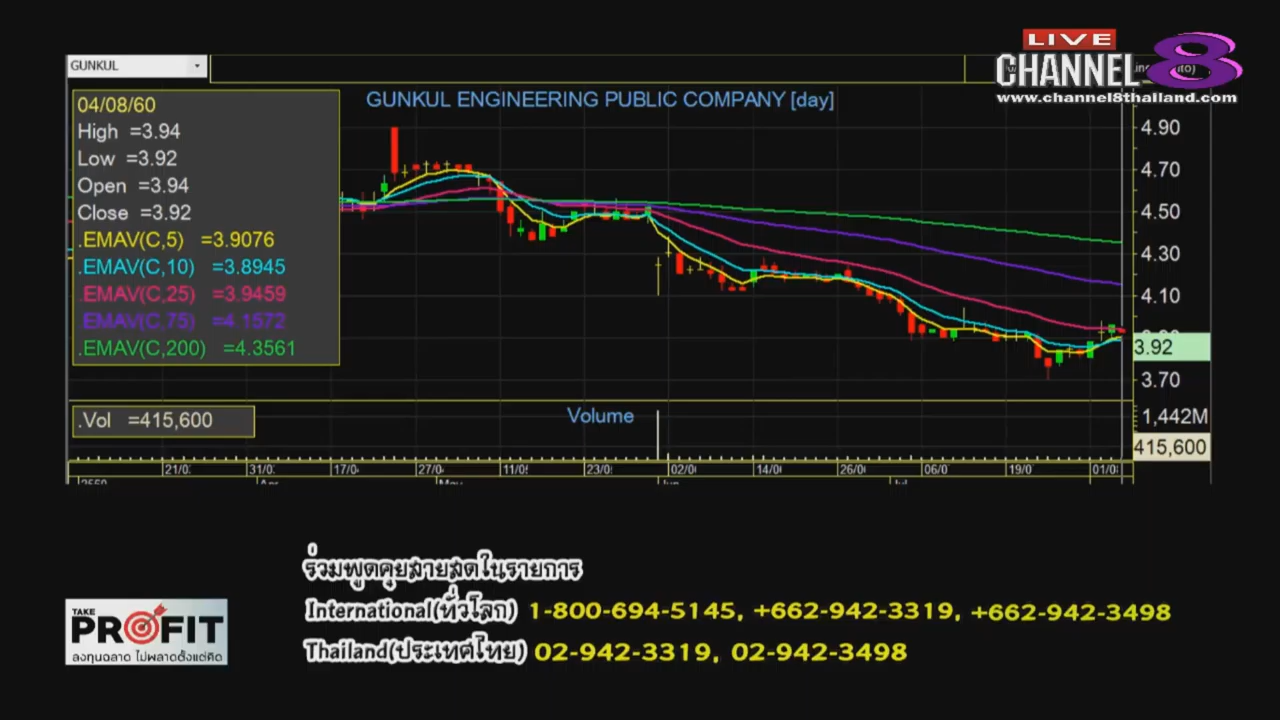 LIVE
CHANNEL 8
www.channel8thailand.com
GUNKUL
GUNKUL ENGINEERING PUBLIC COMPANY [day]
04/08/60
High =3.94
Low =3.92
Open =3.94
Close =3.92
.EMAV(C,5) =3.9076
.EMAV(C,10) =3.8945
.EMAV(C,25) =3.9459
.EMAV(C,75) =4.1572
.EMAV(C,200) =4.3561
4.90
4.70
4.50
4.30
4.10
3.92
3.70
.Vol =415,600
Volume
1,442M
415,600
21/0 31/0 17/0 27/0 11/0 23/0 02/0 14/0 26/0 06/0 19/0 01/0
ร่วมพูดคุยสายสดในรายการ
International(ทั่วโลก) 1-800-694-5145, +662-942-3319, +662-942-3498
Thailand(ประเทศไทย) 02-942-3319, 02-942-3498
TAKE
PROFIT
ลงทุนฉลาด ไม่พลาดตั้งแต่คิด